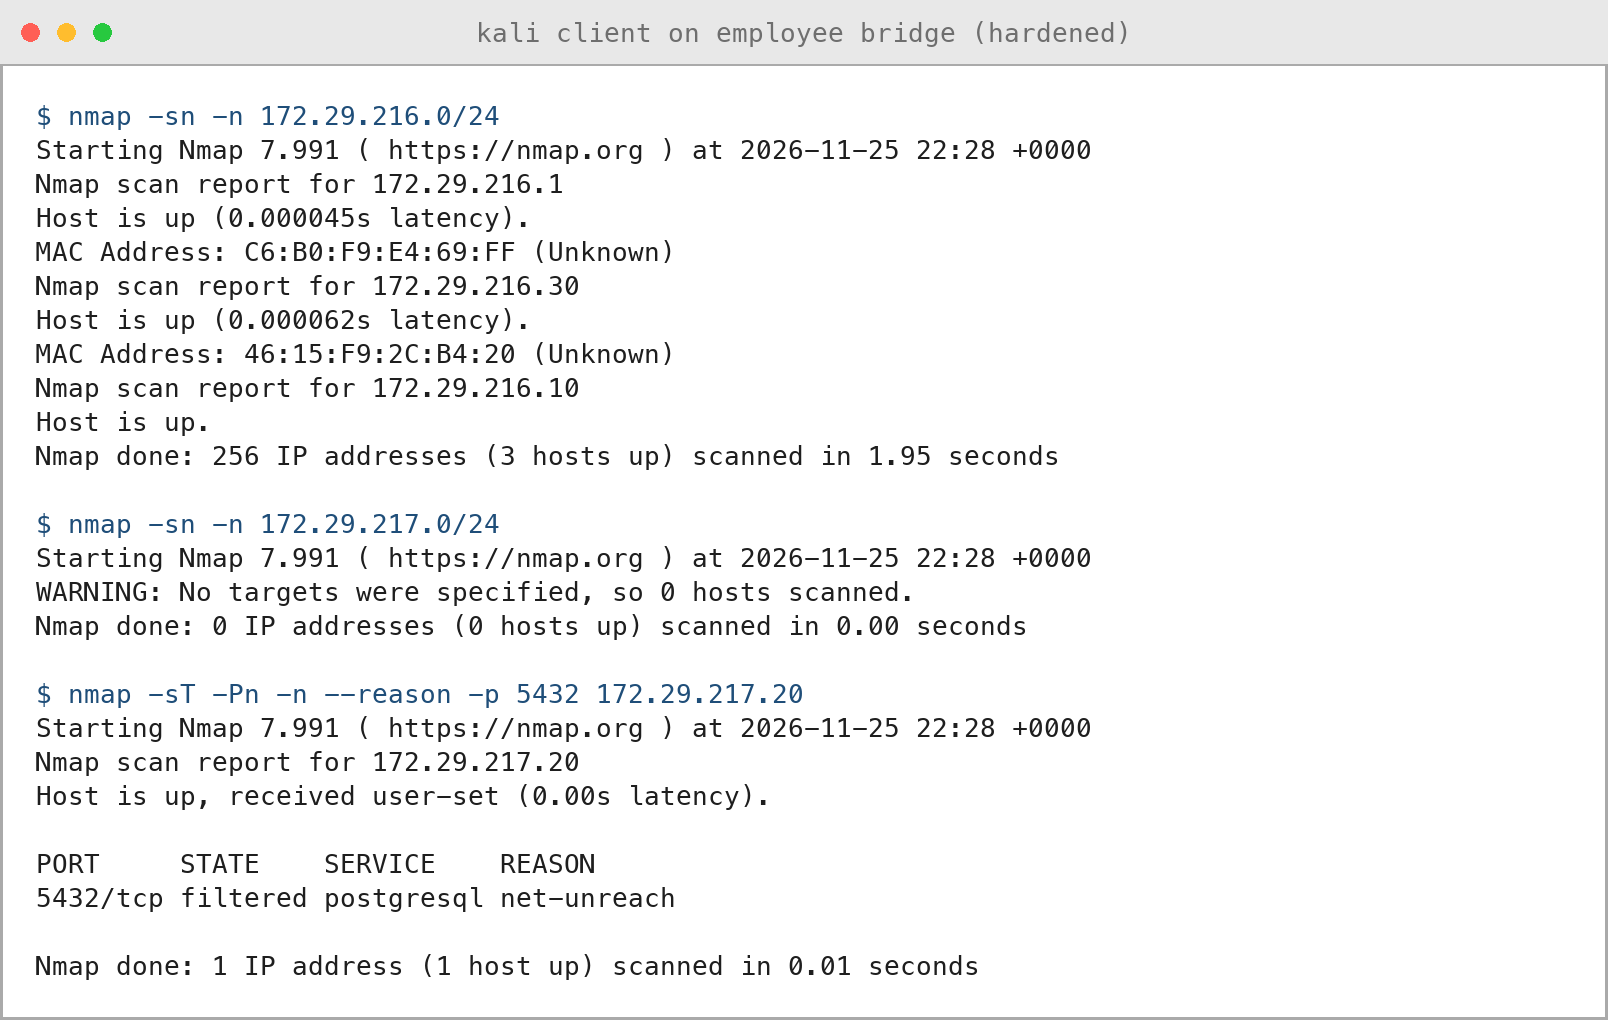 kali client on employee bridge (hardened)
$ nmap -sn -n 172.29.216.0/24
Starting Nmap 7.991 ( https://nmap.org ) at 2026-11-25 22:28 +0000
Nmap scan report for 172.29.216.1
Host is up (0.000045s latency).
MAC Address: C6:B0:F9:E4:69:FF (Unknown)
Nmap scan report for 172.29.216.30
Host is up (0.000062s latency).
MAC Address: 46:15:F9:2C:B4:20 (Unknown)
Nmap scan report for 172.29.216.10
Host is up.
Nmap done: 256 IP addresses (3 hosts up) scanned in 1.95 seconds
$ nmap -sn -n 172.29.217.0/24
Starting Nmap 7.991 ( https://nmap.org ) at 2026-11-25 22:28 +0000
WARNING: No targets were specified, so 0 hosts scanned.
Nmap done: 0 IP addresses (0 hosts up) scanned in 0.00 seconds
$ nmap -sT -Pn -n --reason -p 5432 172.29.217.20
Starting Nmap 7.991 ( https://nmap.org ) at 2026-11-25 22:28 +0000
Nmap scan report for 172.29.217.20
Host is up, received user-set (0.00s latency).
PORT     STATE    SERVICE    REASON
5432/tcp filtered postgresql net-unreach
Nmap done: 1 IP address (1 host up) scanned in 0.01 seconds